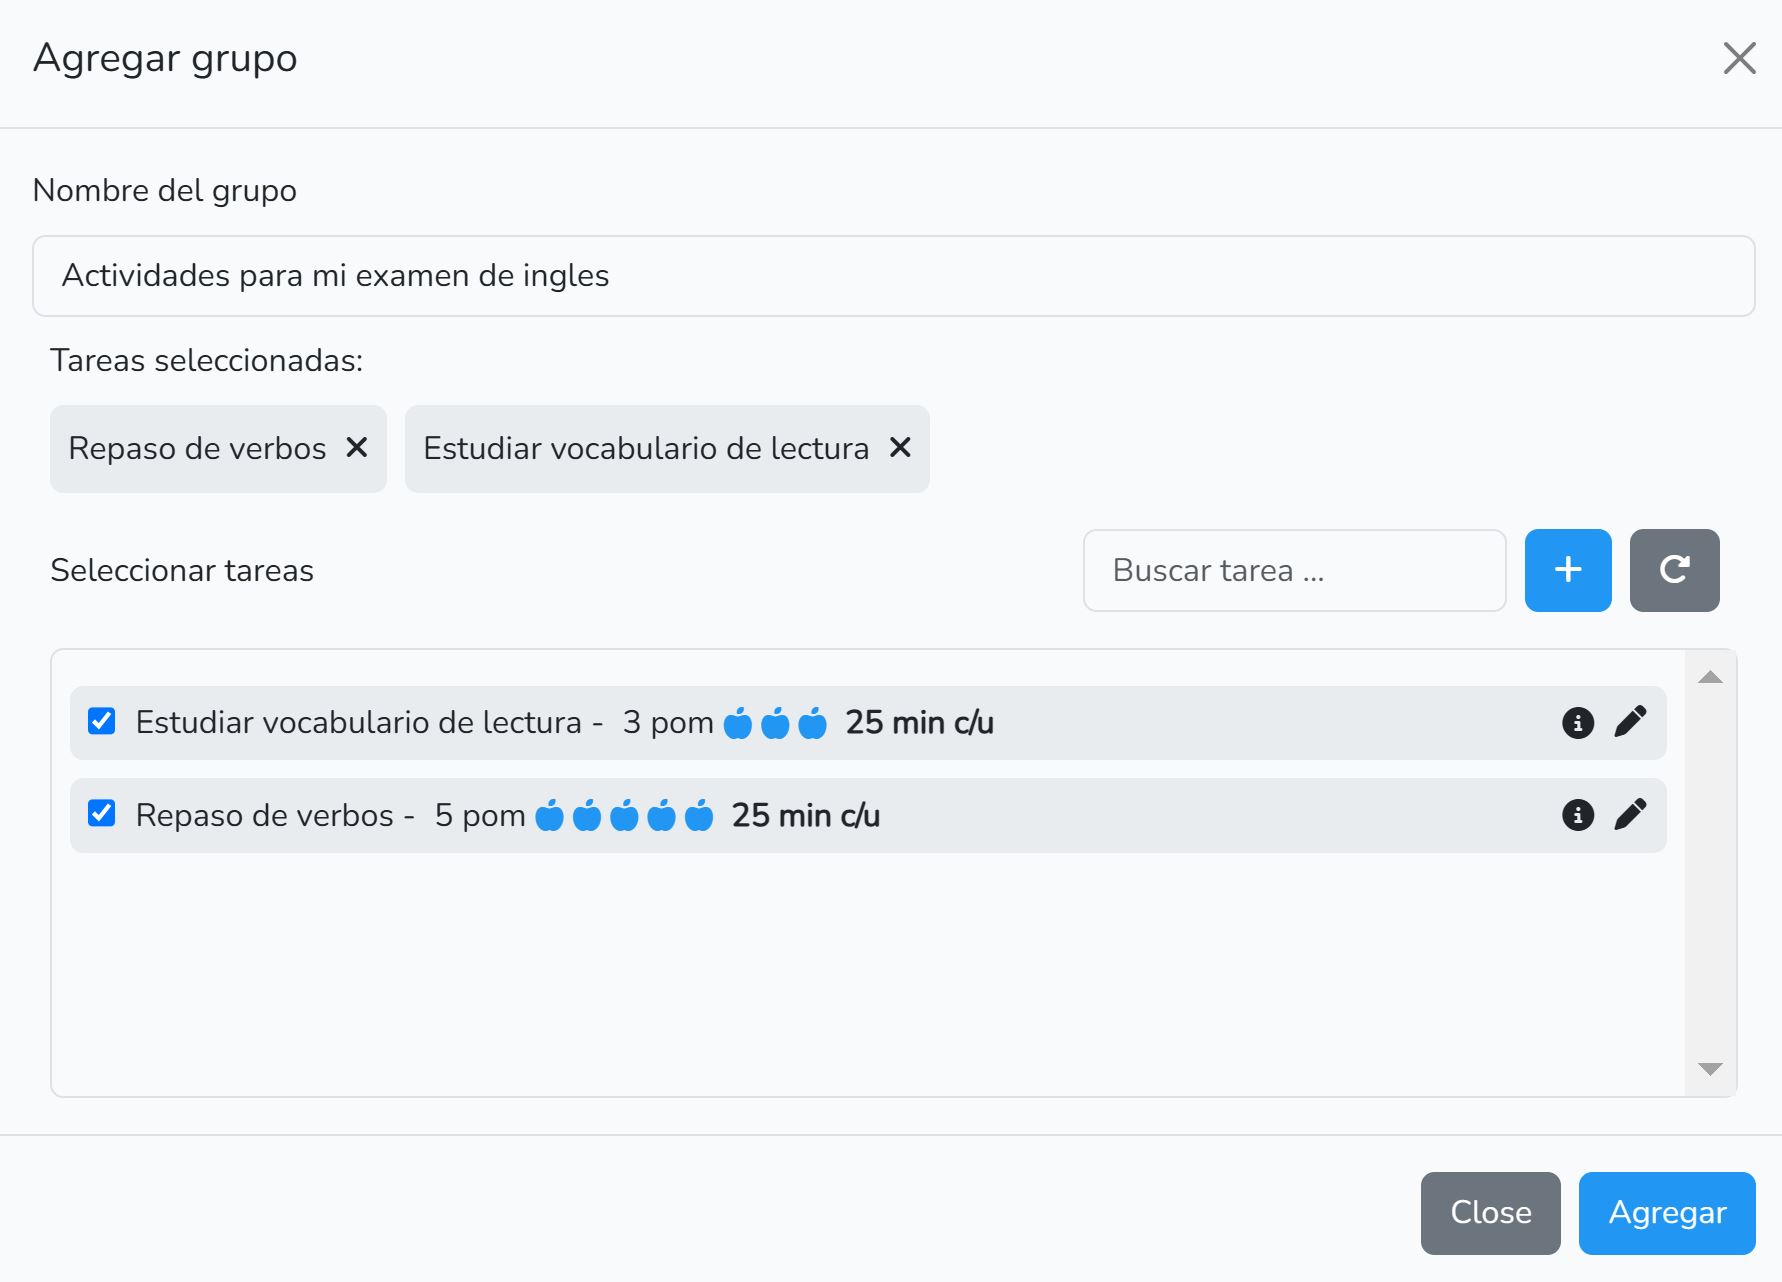 Agregar grupo
Nombre del grupo
Actividades para mi examen de ingles
Tareas seleccionadas:
Repaso de verbos Estudiar vocabulario de lectura
Seleccionar tareas Buscar tarea ...
Estudiar vocabulario de lectura - 3 pom 25 min c/u
Repaso de verbos - 5 pom 25 min c/u
Close Agregar